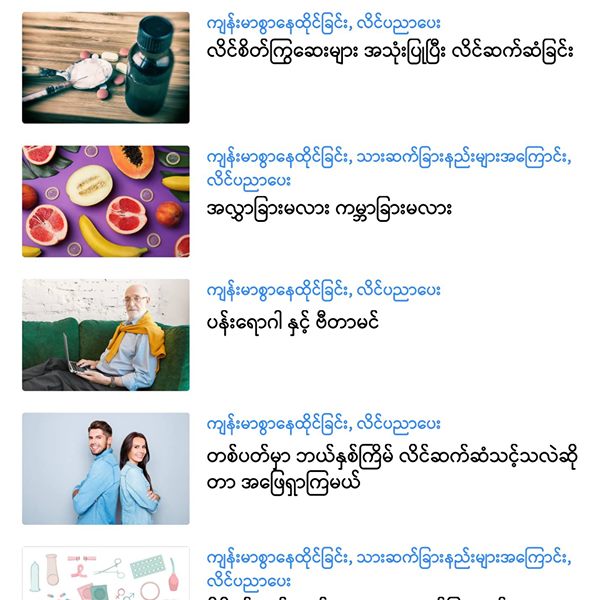 ကျန်းမာစွာနေထိုင်ခြင်း, လိင်ပညာပေး
လိင်စိတ်ကြွဆေးများ အသုံးပြုပြီး လိင်ဆက်ဆံခြင်း
ကျန်းမာစွာနေထိုင်ခြင်း, သားဆက်ခြားနည်းများအကြောင်း,
လိင်ပညာပေး
အလွှာခြားမလား ကမ္ဘာခြားမလား
ကျန်းမာစွာနေထိုင်ခြင်း, လိင်ပညာပေး
ပန်းရောဂါ နှင့် ဗီတာမင်
ကျန်းမာစွာနေထိုင်ခြင်း, လိင်ပညာပေး
တစ်ပတ်မှာ ဘယ်နှစ်ကြိမ် လိင်ဆက်ဆံသင့်သလဲဆို
တာ အဖြေရှာကြမယ်
ကျန်းမာစွာနေထိုင်ခြင်း, သားဆက်ခြားနည်းများအကြောင်း,
လိင်ပညာပေး